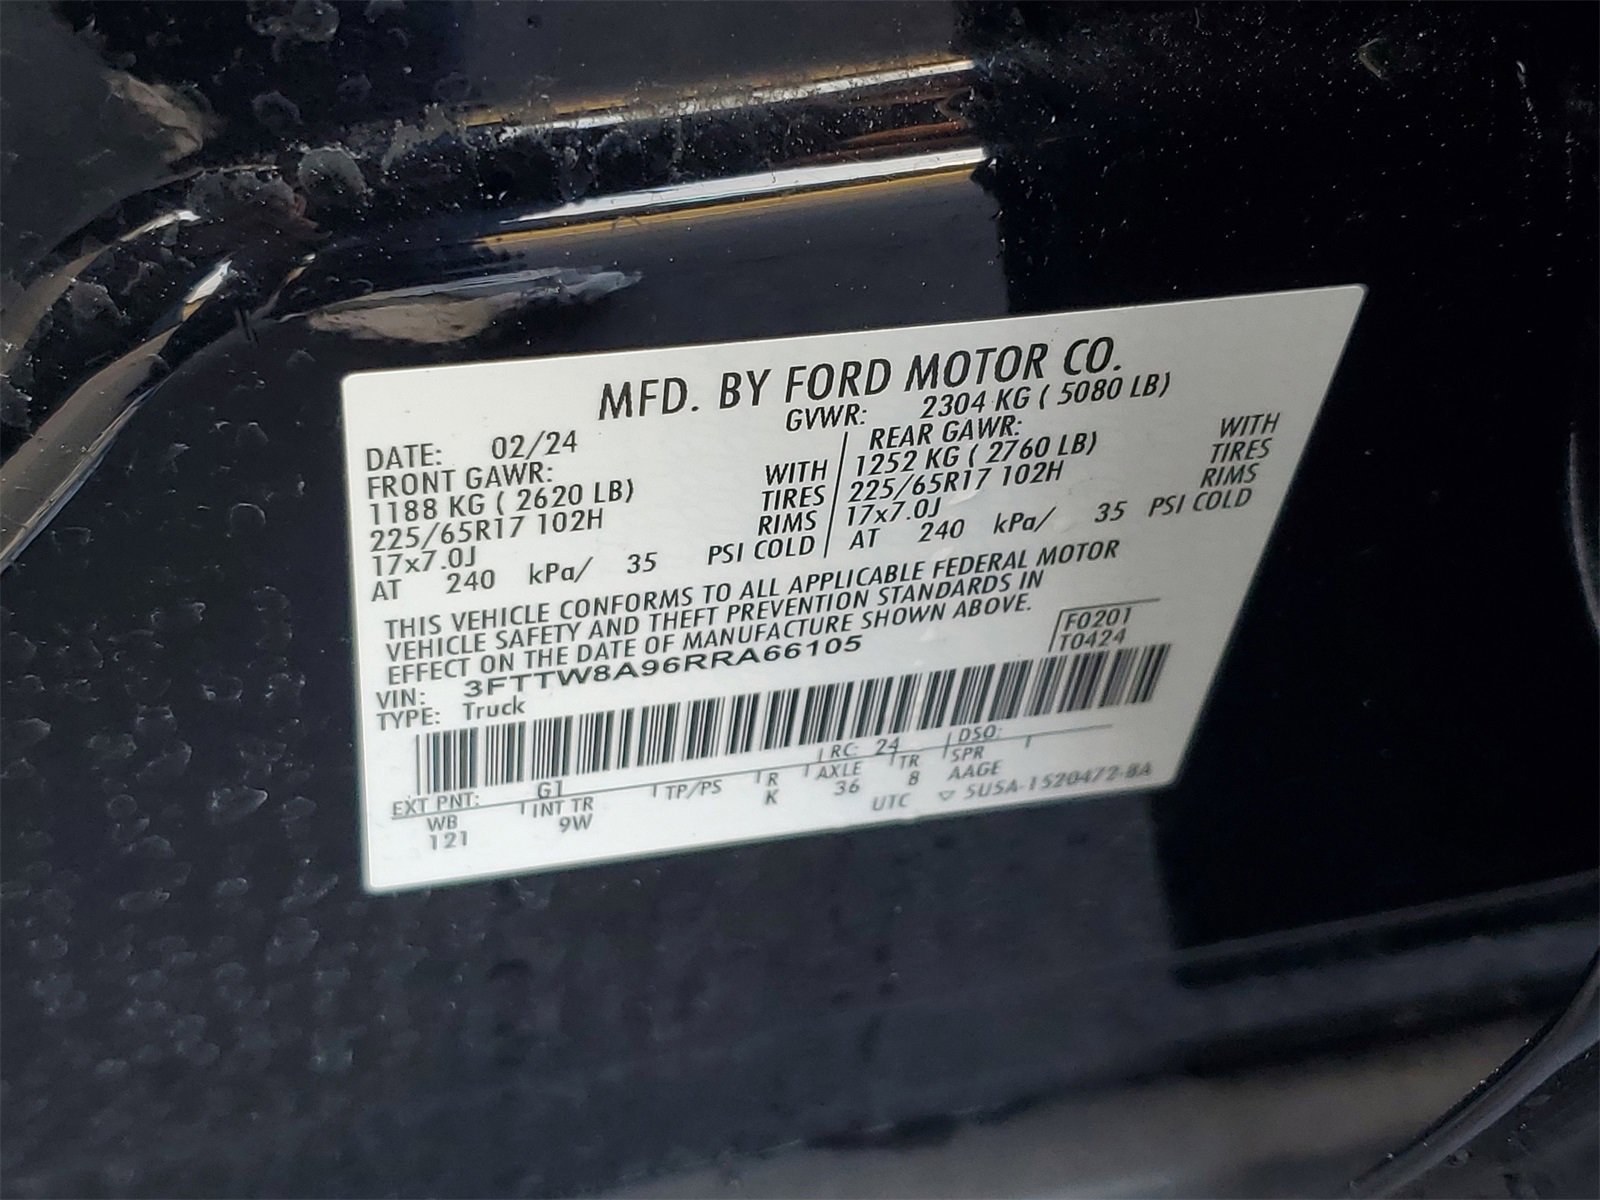 MFD. BY FORD MOTOR CO.
DATE: 02/24 GVWR: 2304 KG ( 5080 LB)
FRONT GAWR: REAR GAWR:
1188 KG ( 2620 LB) WITH 1252 KG ( 2760 LB) WITH
225/65R17 102H TIRES 225/65R17 102H TIRES
17x7.0J RIMS 17x7.0J RIMS
AT 240 kPa/ 35 PSI COLD AT 240 kPa/ 35 PSI COLD
THIS VEHICLE CONFORMS TO ALL APPLICABLE FEDERAL MOTOR
VEHICLE SAFETY AND THEFT PREVENTION STANDARDS IN
EFFECT ON THE DATE OF MANUFACTURE SHOWN ABOVE.
F0201
VIN: 3FTTW8A96RRA66105
T0424
TYPE: Truck
EXT PNT: G1 RC: 24 DSO:
WB INT TR TP/PS R AXLE TR SPR
121 9W K 36 8 AAGE
UTC ▽ 5U5A-1520472-BA